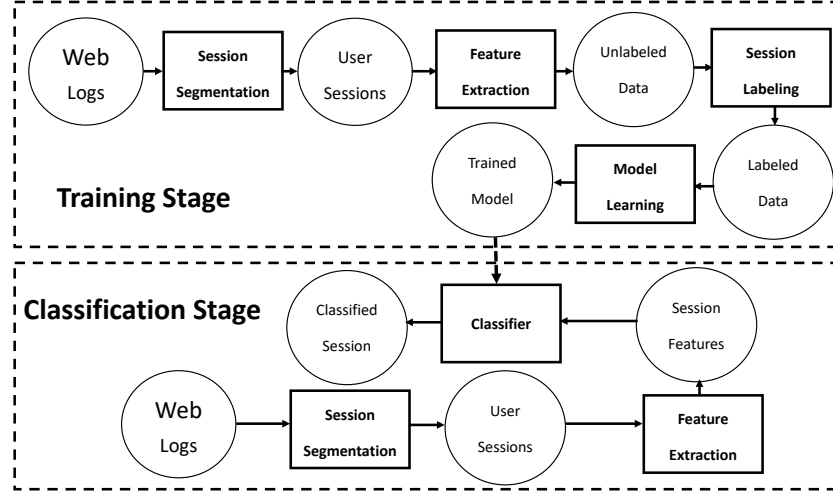 Web
Logs
Session
Segmentation
User
Sessions
Feature
Extraction
Unlabeled
Data
Session
Labeling
Labeled
Data
Model
Learning
Trained
Model
Training Stage
Classification Stage
Classified
Session
Classifier
Session
Features
Web
Logs
Session
Segmentation
User
Sessions
Feature
Extraction